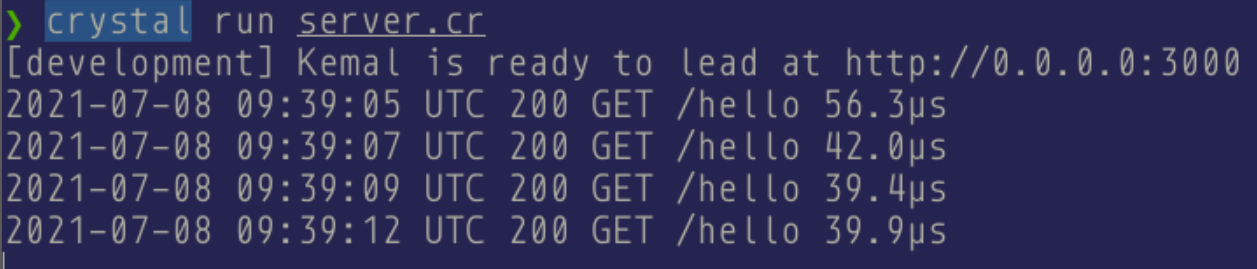 ❯ crystal run server.cr
[development] Kemal is ready to lead at http://0.0.0.0:3000
2021-07-08 09:39:05 UTC 200 GET /hello 56.3µs
2021-07-08 09:39:07 UTC 200 GET /hello 42.0µs
2021-07-08 09:39:09 UTC 200 GET /hello 39.4µs
2021-07-08 09:39:12 UTC 200 GET /hello 39.9µs